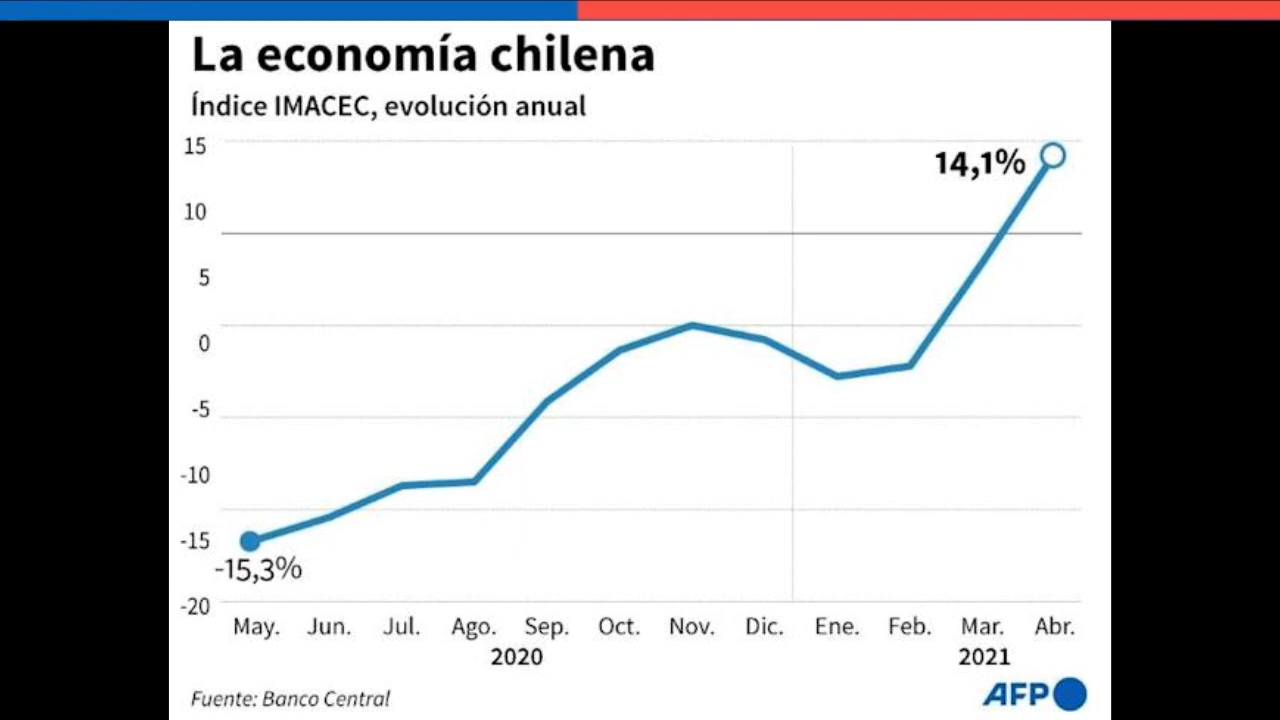 La economía chilena
Índice IMACEC, evolución anual
15
10
5
0
-5
-10
-15
-20
14,1%
-15,3%
May. Jun. Jul. Ago. Sep. Oct. Nov. Dic. Ene. Feb. Mar. Abr.
2020 2021
Fuente: Banco Central
AFP